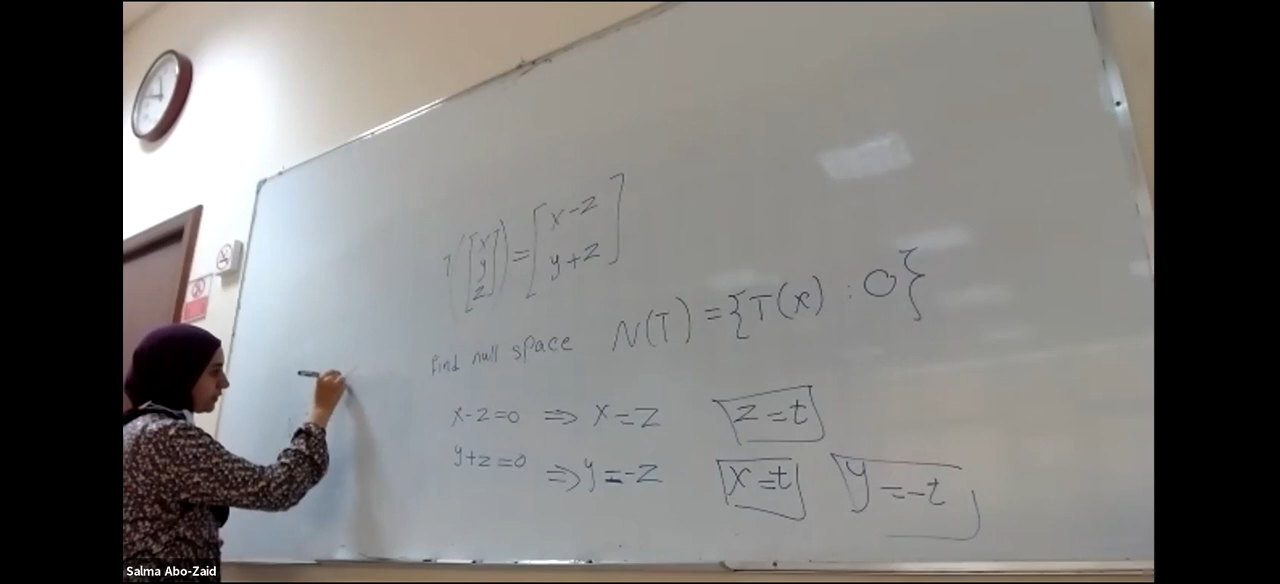 T([x y z]) = [x-z y+z]
find null space N(T) = {T(x) : 0}
x-z=0 => x=z z=t
y+z=0 => y=-z x=t y=-t
Salma Abo-Zaid